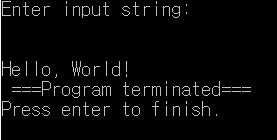 Enter input string:
Hello, World!
===Program terminated===
Press enter to finish.